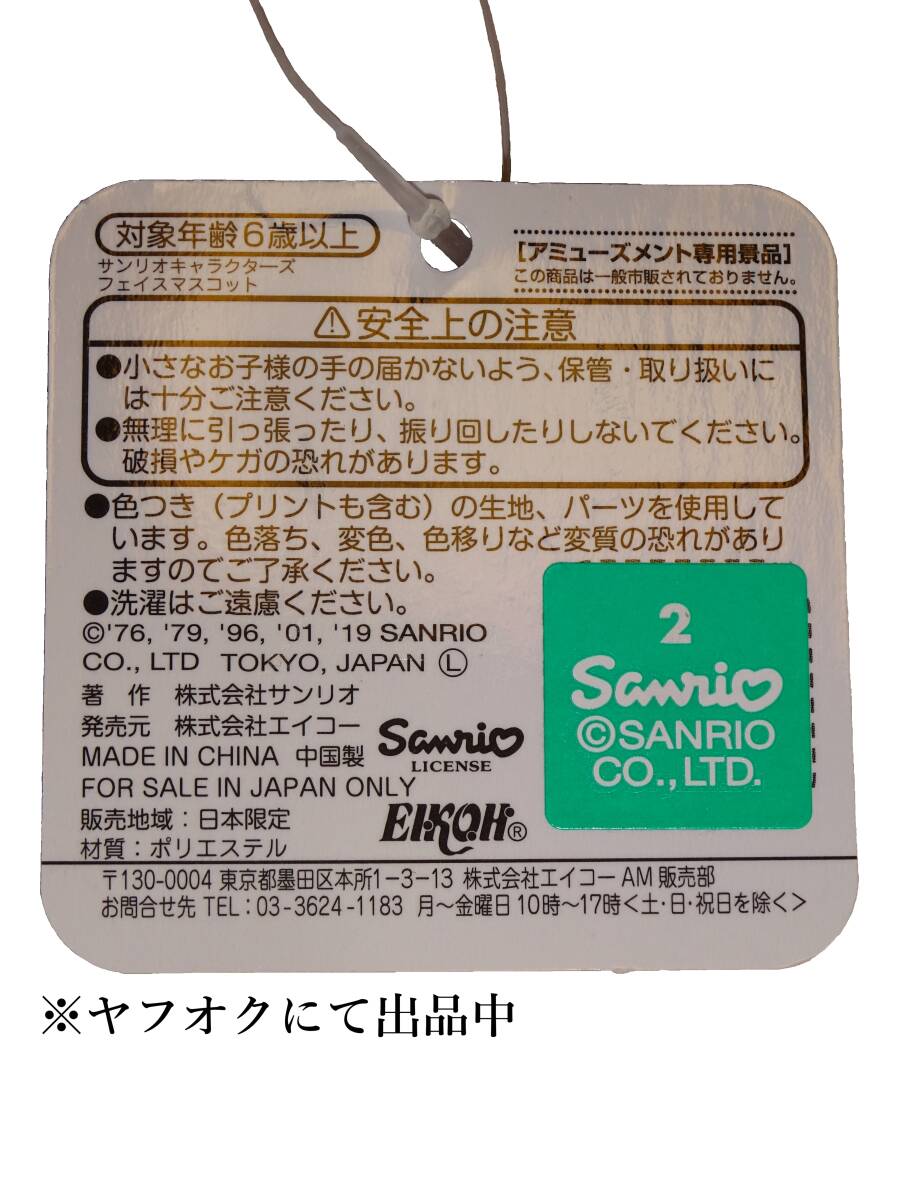 対象年齢6歳以上
サンリオキャラクターズ
フェイスマスコット
[アミューズメント専用景品]
この商品は一般市販されておりません。
⚠安全上の注意
●小さなお子様の手の届かないよう、保管・取り扱いに
は十分ご注意ください。
●無理に引っ張ったり、振り回したりしないでください。
破損やケガの恐れがあります。
●色つき（プリントも含む）の生地、パーツを使用して
います。色落ち、変色、色移りなど変質の恐れがあり
ますのでご了承ください。
●洗濯はご遠慮ください。
©'76, '79, '96, '01, '19 SANRIO
CO., LTD TOKYO, JAPAN Ⓛ
著 作 株式会社サンリオ
発売元 株式会社エイコー
MADE IN CHINA 中国製
FOR SALE IN JAPAN ONLY
販売地域：日本限定
材質：ポリエステル
Sanrio
LICENSE
EIKOH®
2
Sanrio
©SANRIO
CO.,LTD.
〒130-0004 東京都墨田区本所1-3-13 株式会社エイコー AM販売部
お問合せ先 TEL：03-3624-1183 月～金曜日10時～17時＜土・日・祝日を除く＞
※ヤフオクにて出品中